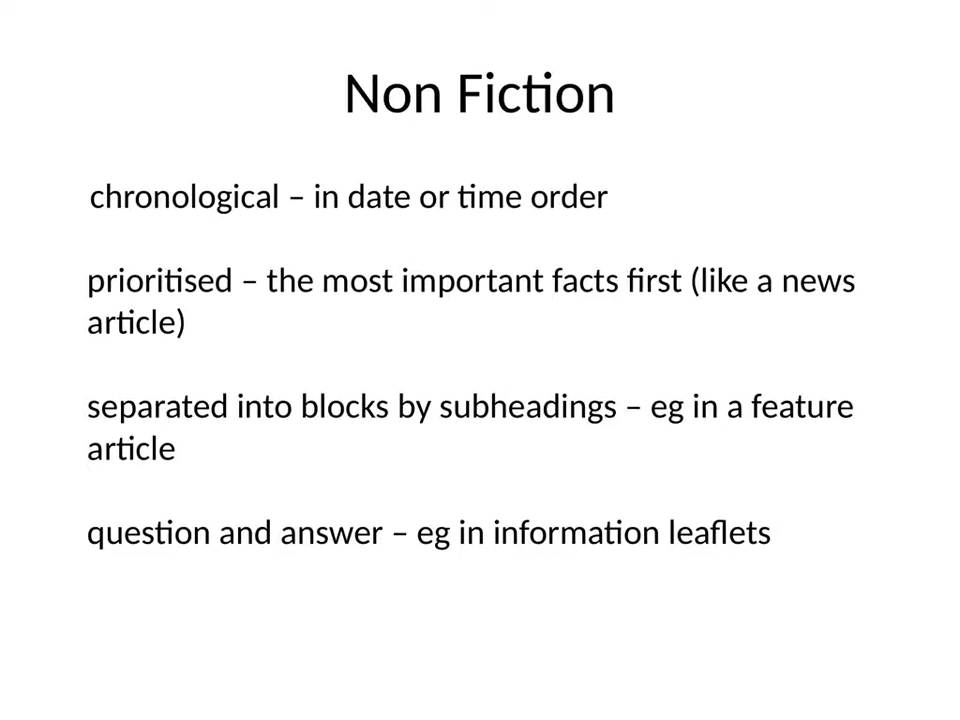 Non Fiction
chronological – in date or time order
prioritised – the most important facts first (like a news
article)
separated into blocks by subheadings – eg in a feature
article
question and answer – eg in information leaflets